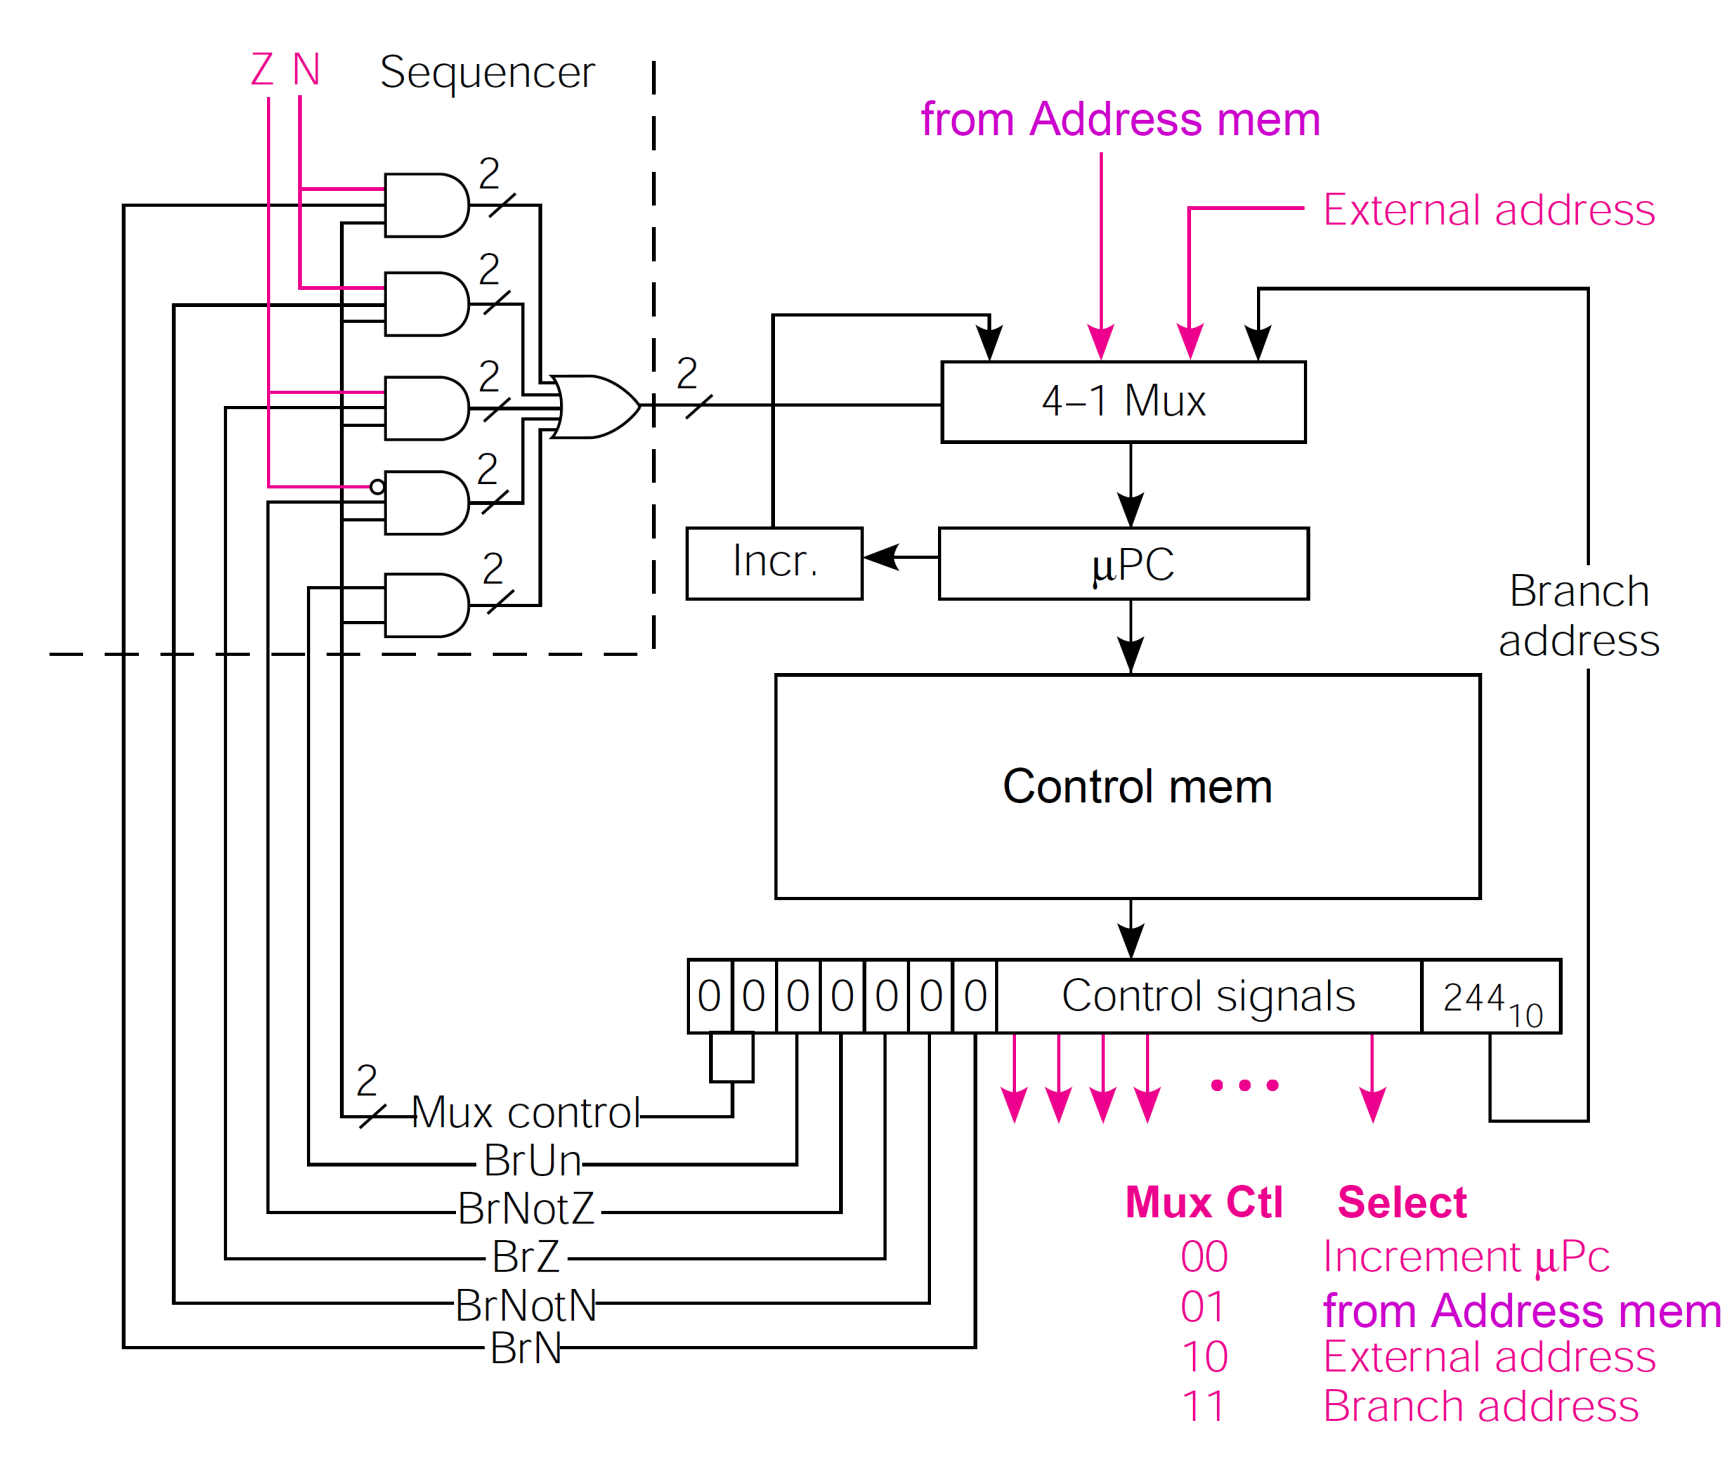 Z N Sequencer
from Address mem
External address
2
2
2
2
2
2
4–1 Mux
Incr.
µPC
Branch
address
Control mem
0 0 0 0 0 0 0 Control signals 244₁₀
2
Mux control
BrUn
BrNotZ
BrZ
BrNotN
BrN
• • •
Mux Ctl Select
00 Increment µPc
01 from Address mem
10 External address
11 Branch address